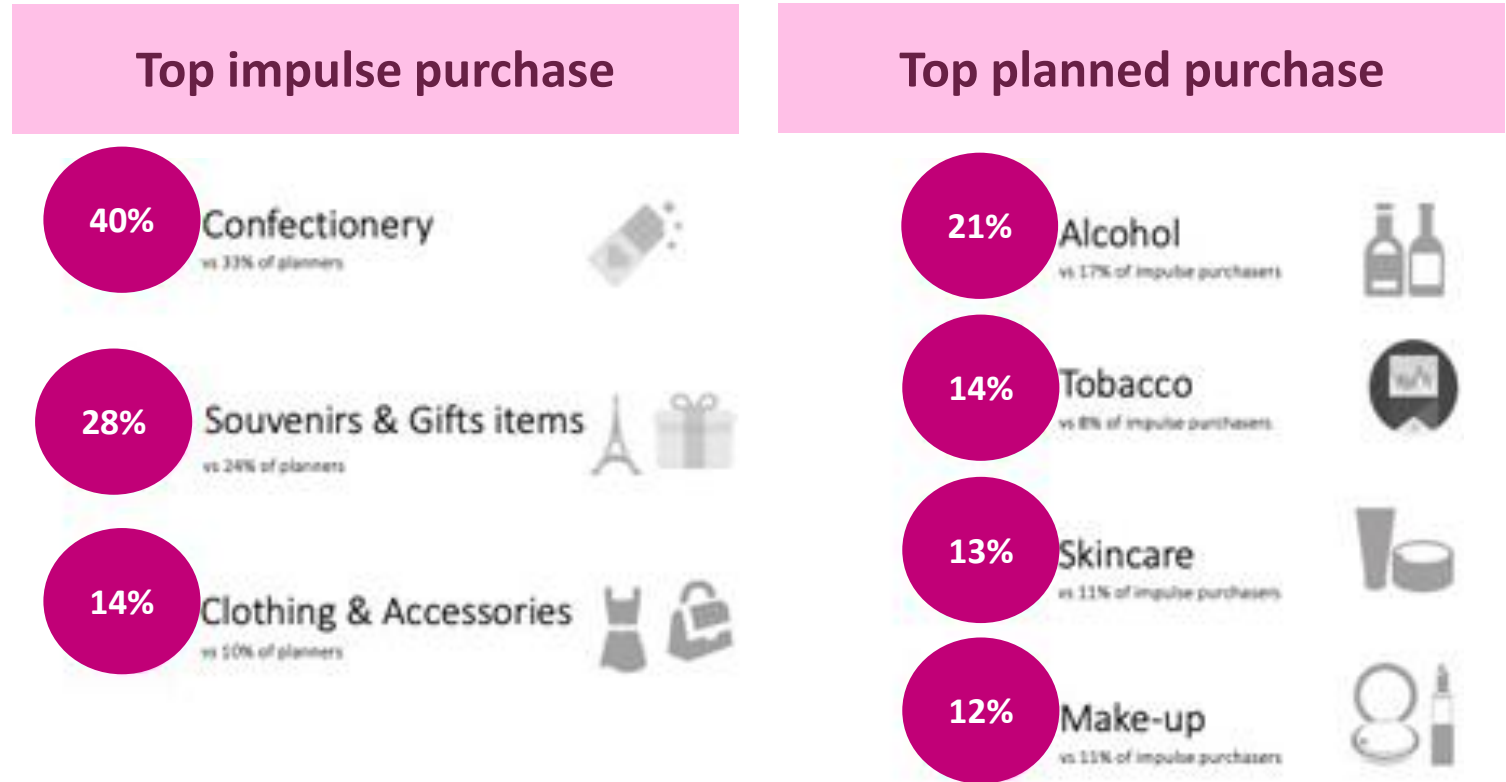 Top impulse purchase
40%
Confectionery
vs 33% of planners
28%
Souvenirs & Gifts items
vs 24% of planners
14%
Clothing & Accessories
vs 10% of planners
Top planned purchase
21%
Alcohol
vs 17% of impulse purchasers
14%
Tobacco
vs 8% of impulse purchasers
13%
Skincare
vs 11% of impulse purchasers
12%
Make-up
vs 11% of impulse purchasers